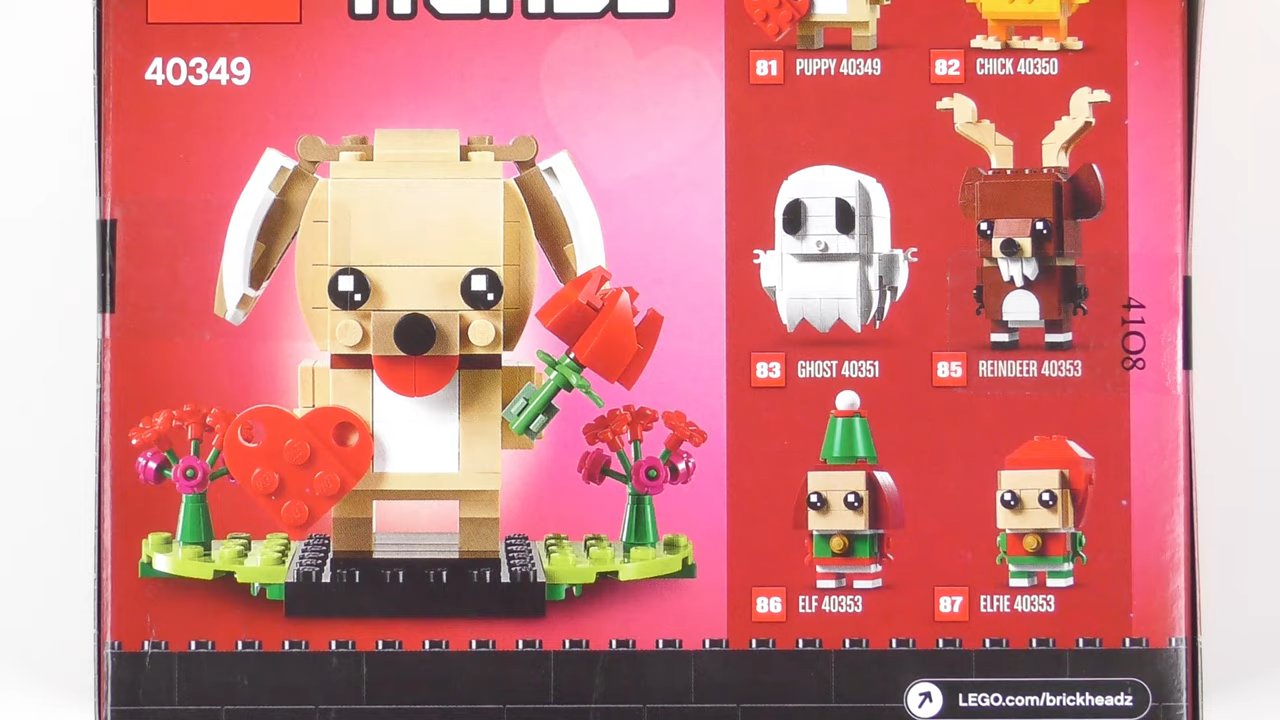 40349
81 PUPPY 40349
82 CHICK 40350
83 GHOST 40351
85 REINDEER 40353
4108
86 ELF 40353
87 ELFIE 40353
LEGO.com/brickheadz